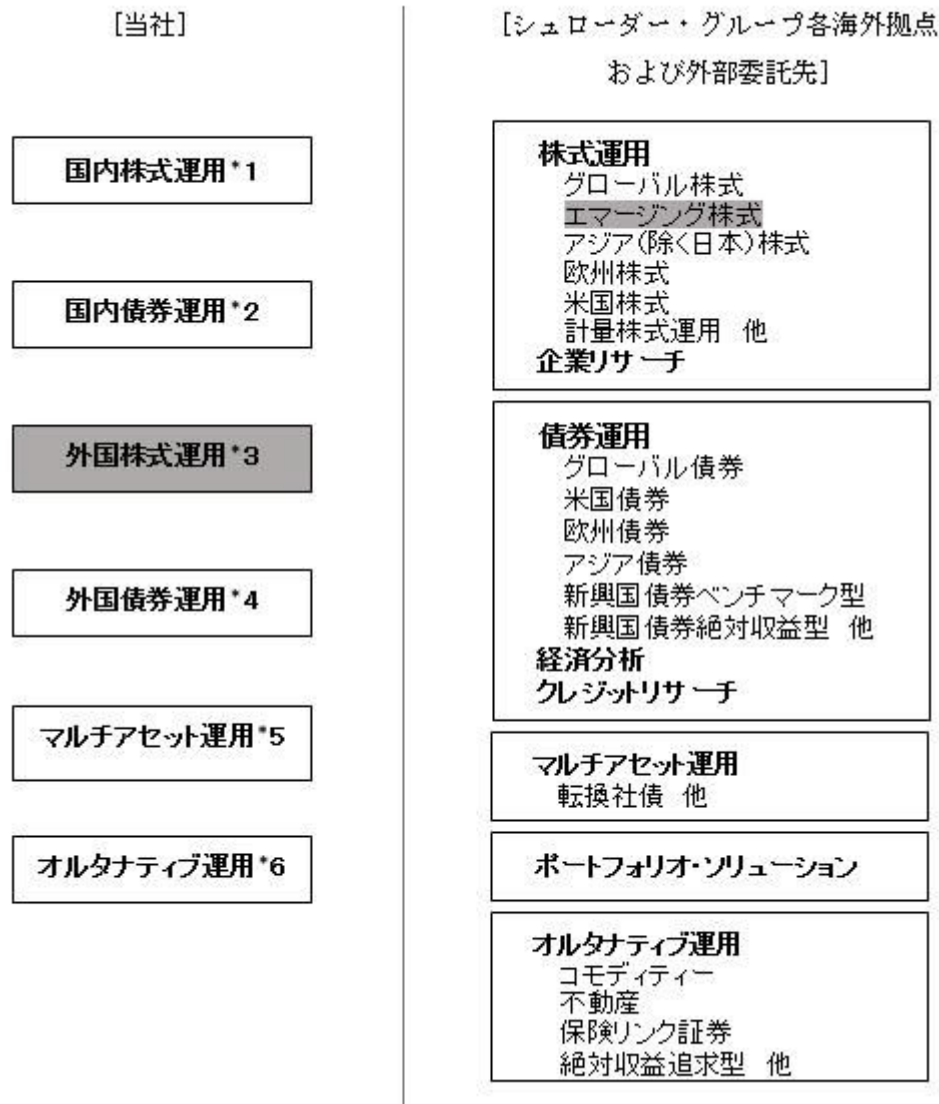 [当社]
国内株式運用*1
国内債券運用*2
外国株式運用*3
外国債券運用*4
マルチアセット運用*5
オルタナティブ運用*6
[シュローダー・グループ各海外拠点
および外部委託先]
株式運用
グローバル株式
エマージング株式
アジア(除く日本)株式
欧州株式
米国株式
計量株式運用 他
企業リサーチ
債券運用
グローバル債券
米国債券
欧州債券
アジア債券
新興国債券ベンチマーク型
新興国債券絶対収益型 他
経済分析
クレジットリサーチ
マルチアセット運用
転換社債 他
ポートフォリオ・ソリューション
オルタナティブ運用
コモディティー
不動産
保険リンク証券
絶対収益追求型 他